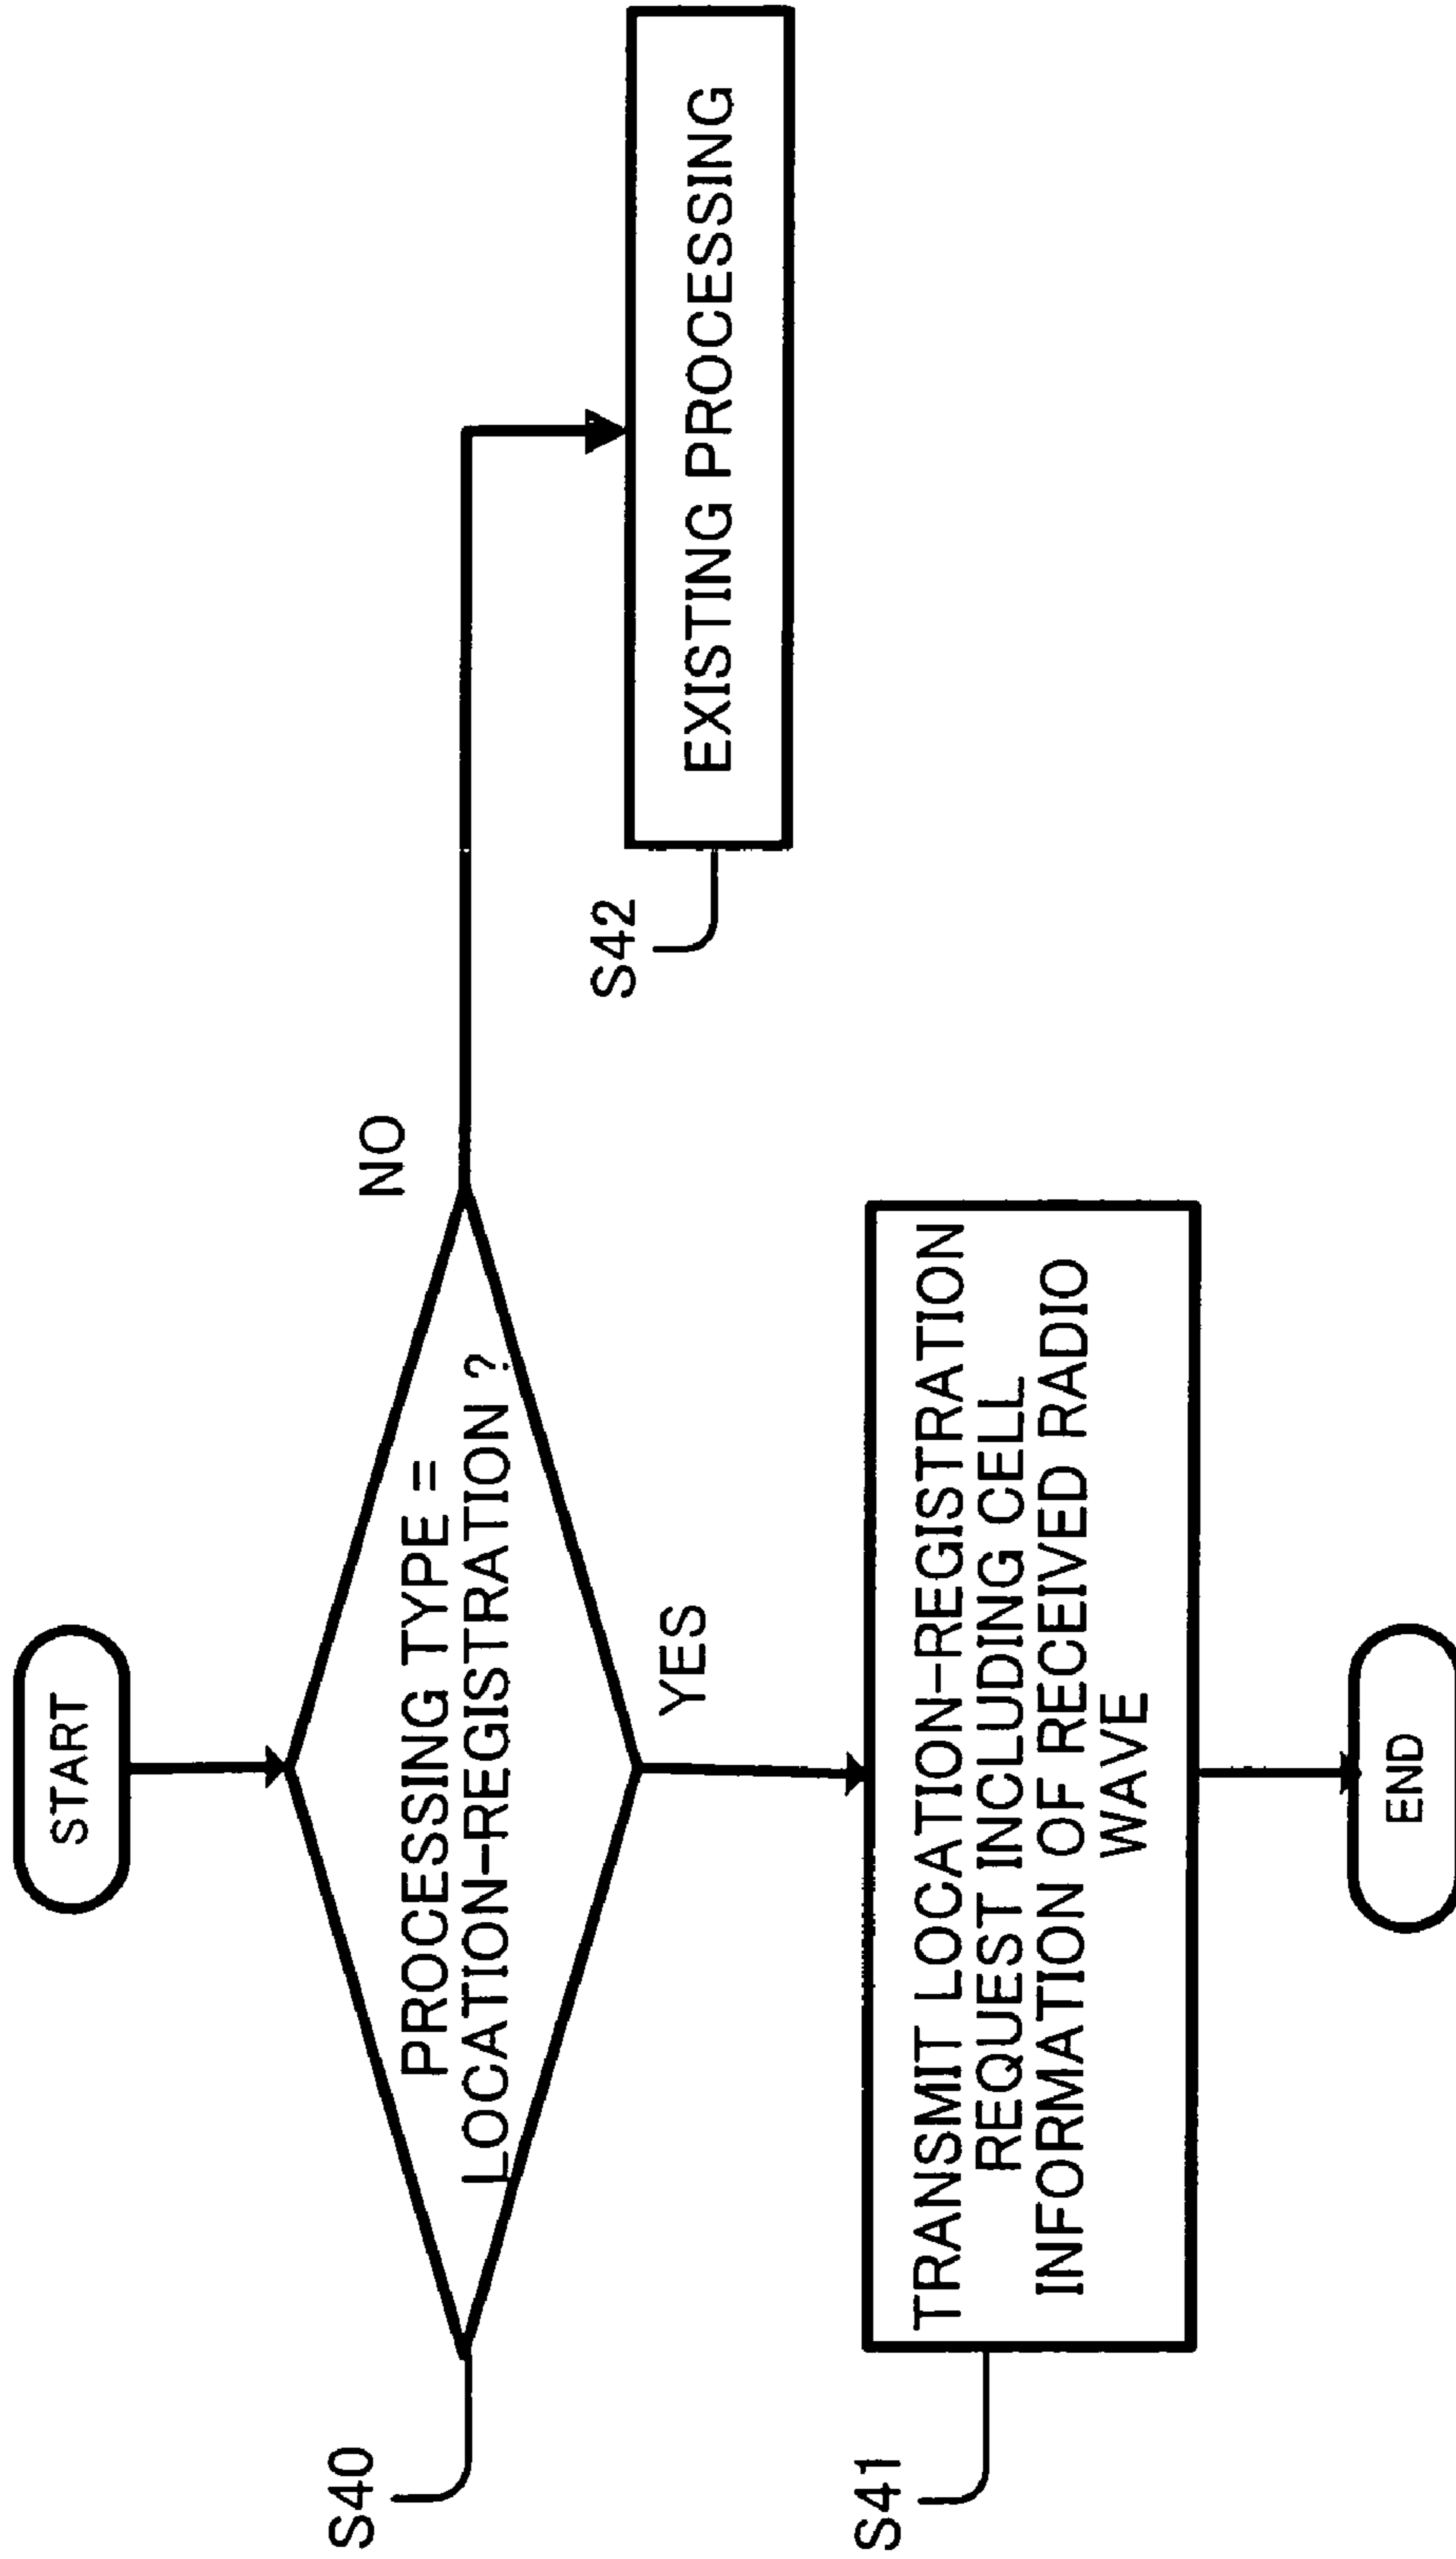 START
S40
PROCESSING TYPE =
LOCATION-REGISTRATION ?
NO
YES
S42
EXISTING PROCESSING
S41
TRANSMIT LOCATION-REGISTRATION
REQUEST INCLUDING CELL
INFORMATION OF RECEIVED RADIO
WAVE
END